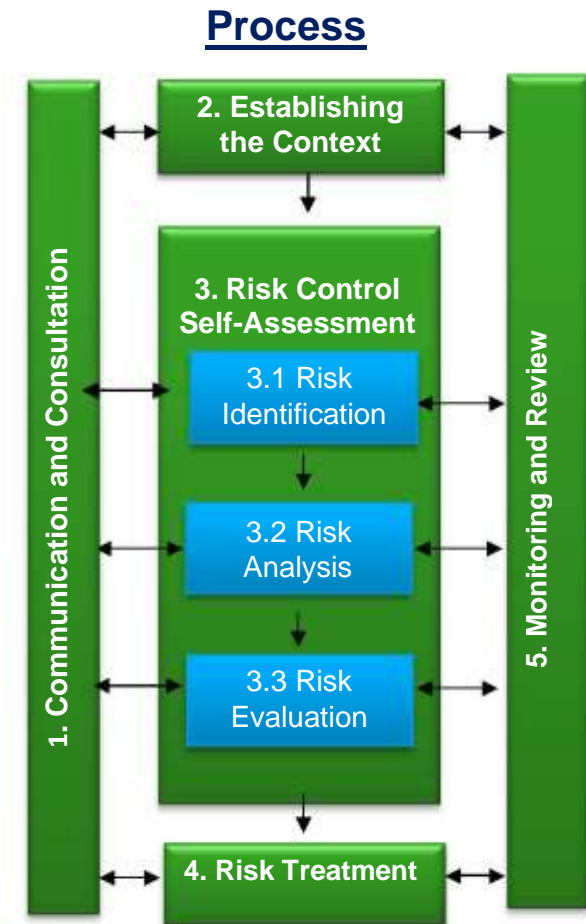 Process
1. Communication and Consultation
2. Establishing
the Context
3. Risk Control
Self-Assessment
3.1 Risk
Identification
3.2 Risk
Analysis
3.3 Risk
Evaluation
4. Risk Treatment
5. Monitoring and Review